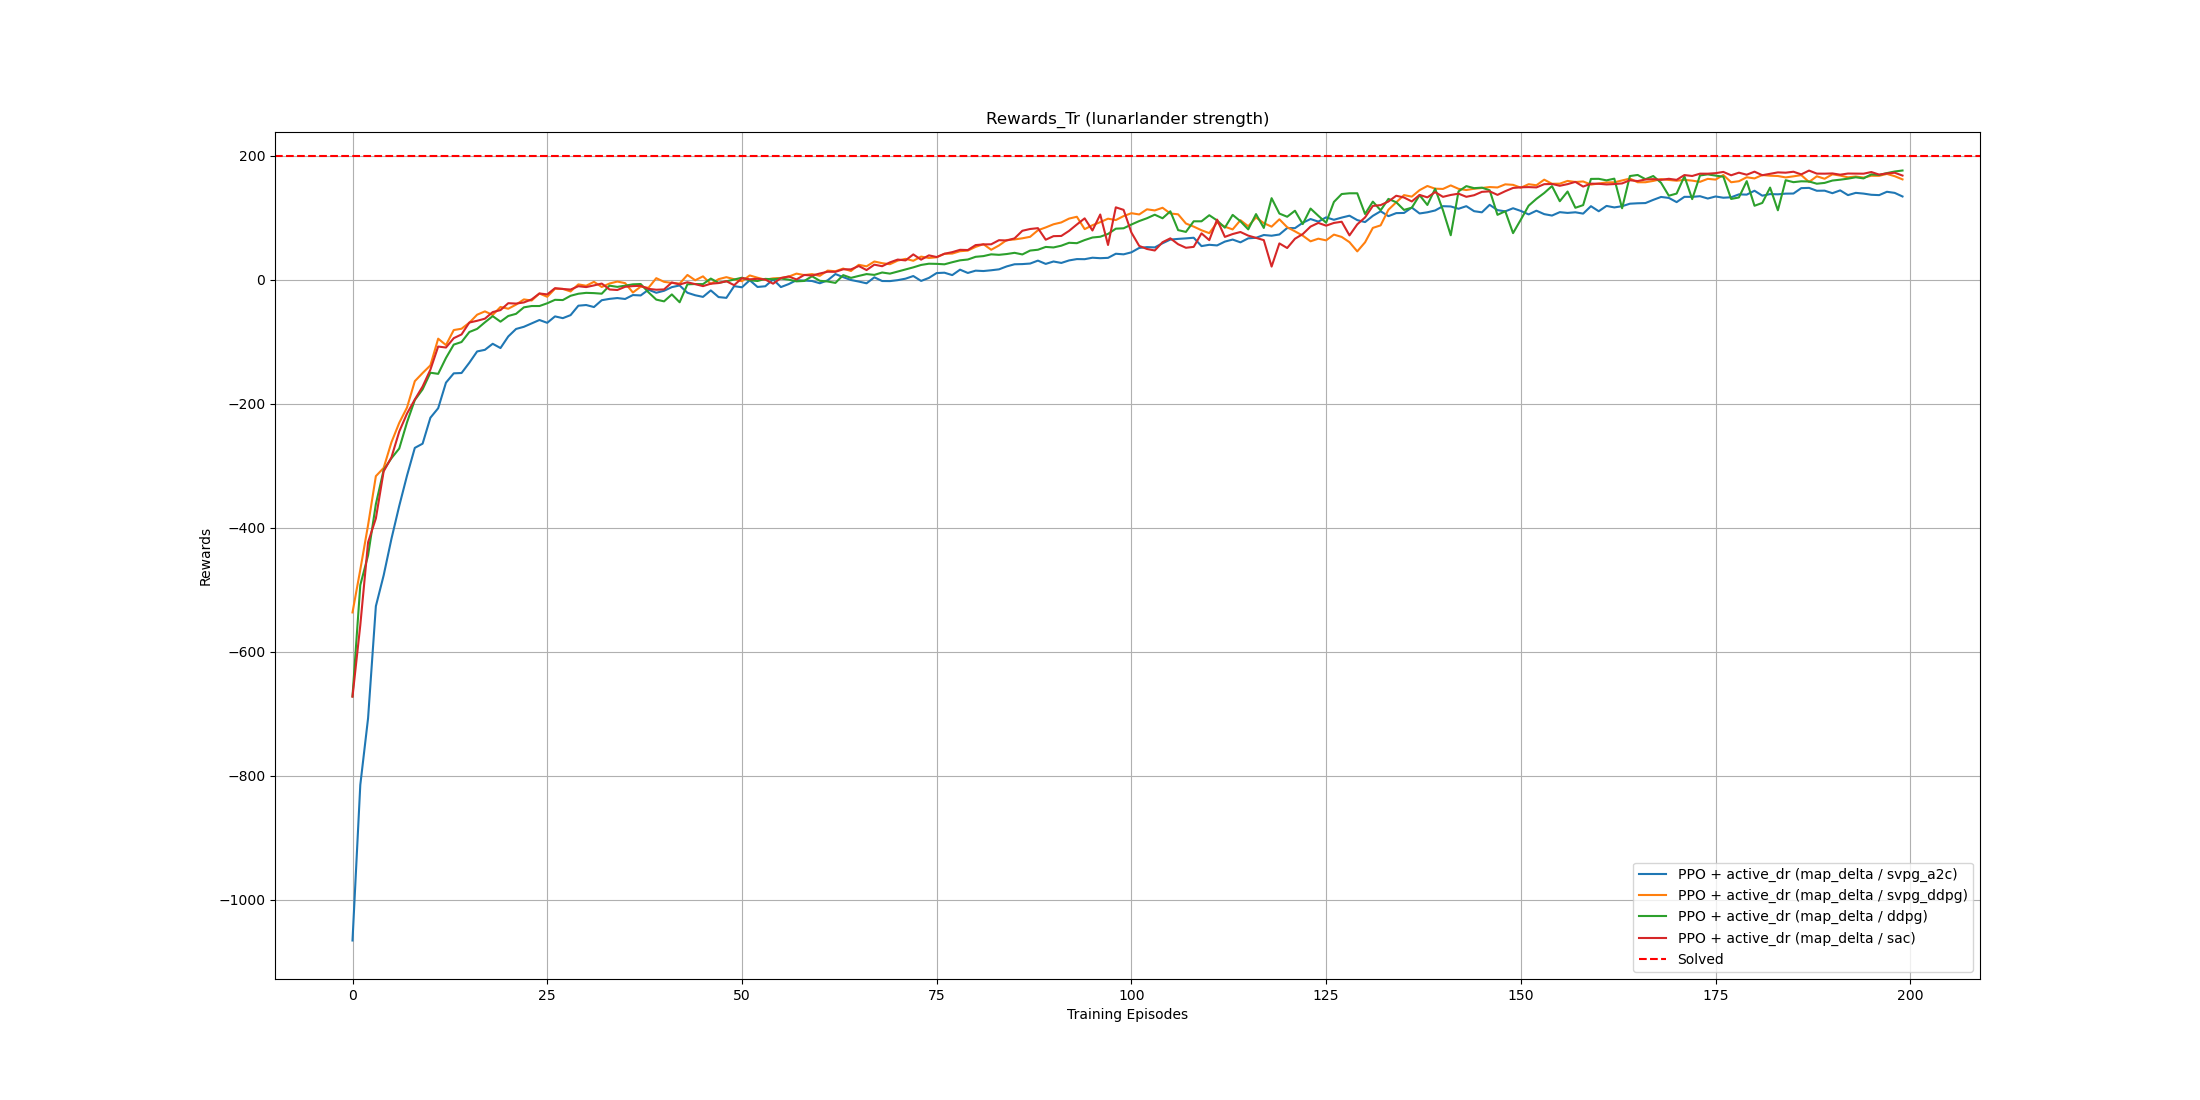 Rewards_Tr (lunarlander strength)
200
0
−200
−400
−600
−800
−1000
Rewards
0 25 50 75 100 125 150 175 200
Training Episodes
PPO + active_dr (map_delta / svpg_a2c)
PPO + active_dr (map_delta / svpg_ddpg)
PPO + active_dr (map_delta / ddpg)
PPO + active_dr (map_delta / sac)
Solved